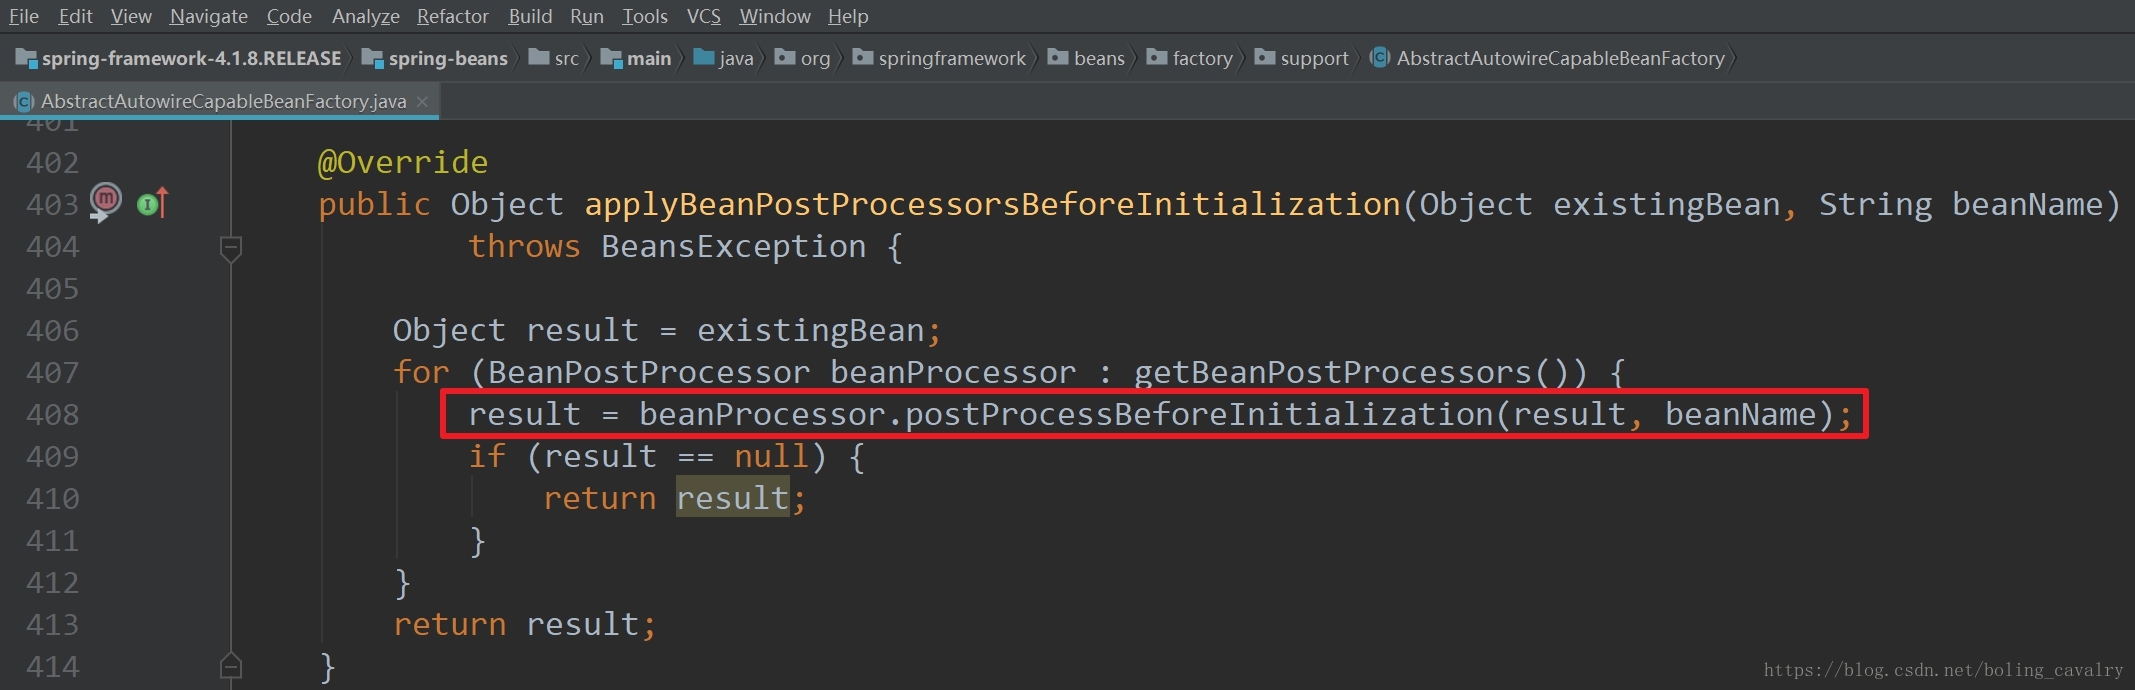 File Edit View Navigate Code Analyze Refactor Build Run Tools VCS Window Help
spring-framework-4.1.8.RELEASE spring-beans src main java org springframework beans factory support AbstractAutowireCapableBeanFactory
AbstractAutowireCapableBeanFactory.java
401
402 @Override
403 public Object applyBeanPostProcessorsBeforeInitialization(Object existingBean, String beanName)
404 throws BeansException {
405
406 Object result = existingBean;
407 for (BeanPostProcessor beanProcessor : getBeanPostProcessors()) {
408 result = beanProcessor.postProcessBeforeInitialization(result, beanName);
409 if (result == null) {
410 return result;
411 }
412 }
413 return result;
414 }
https://blog.csdn.net/boling_cavalry